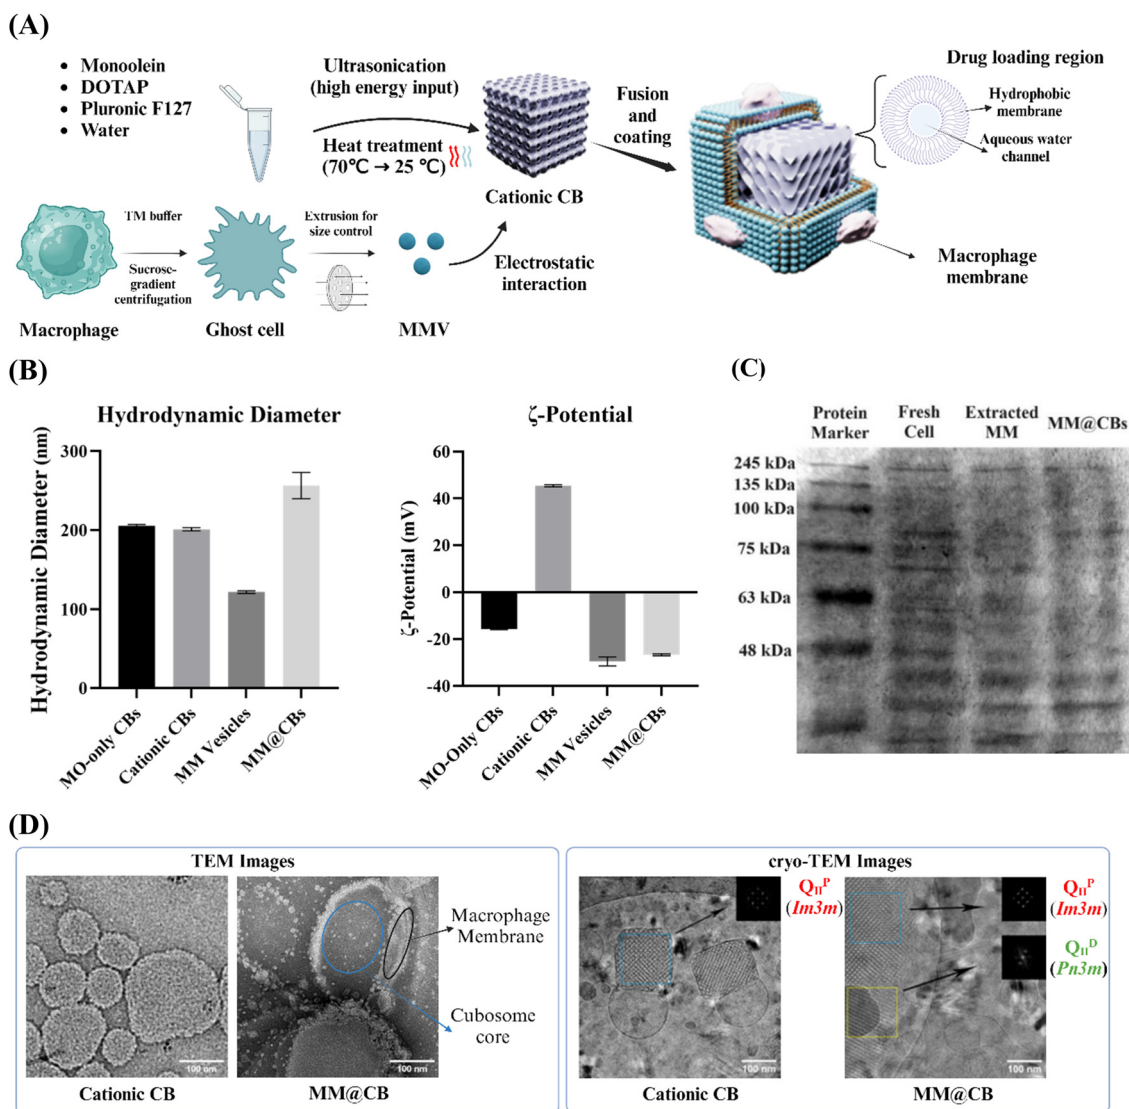 (A)
• Monoolein
• DOTAP
• Pluronic F127
• Water
Ultrasonication
(high energy input)
Heat treatment
(70℃ → 25 ℃)
Cationic CB
Fusion
and
coating
Drug loading region
Hydrophobic
membrane
Aqueous water
channel
Macrophage
membrane
TM buffer
Sucrose-
gradient
centrifugation
Extrusion for
size control
Electrostatic
interaction
Macrophage
Ghost cell
MMV
(B)
Hydrodynamic Diameter
Hydrodynamic Diameter (nm)
300
200
100
0
MO-only CBs
Cationic CBs
MM Vesicles
MM@CBs
ζ-Potential
ζ-Potential (mV)
60
40
20
0
-20
-40
MO-Only CBs
Cationic CBs
MM Vesicles
MM@CBs
(C)
Protein
Marker
Fresh
Cell
Extracted
MM
MM@CBs
245 kDa
135 kDa
100 kDa
75 kDa
63 kDa
48 kDa
(D)
TEM Images
Macrophage
Membrane
Cubosome
core
100 nm
100 nm
Cationic CB
MM@CB
cryo-TEM Images
Q_II^P
(Im3m)
Q_II^P
(Im3m)
Q_II^D
(Pn3m)
100 nm
100 nm
Cationic CB
MM@CB